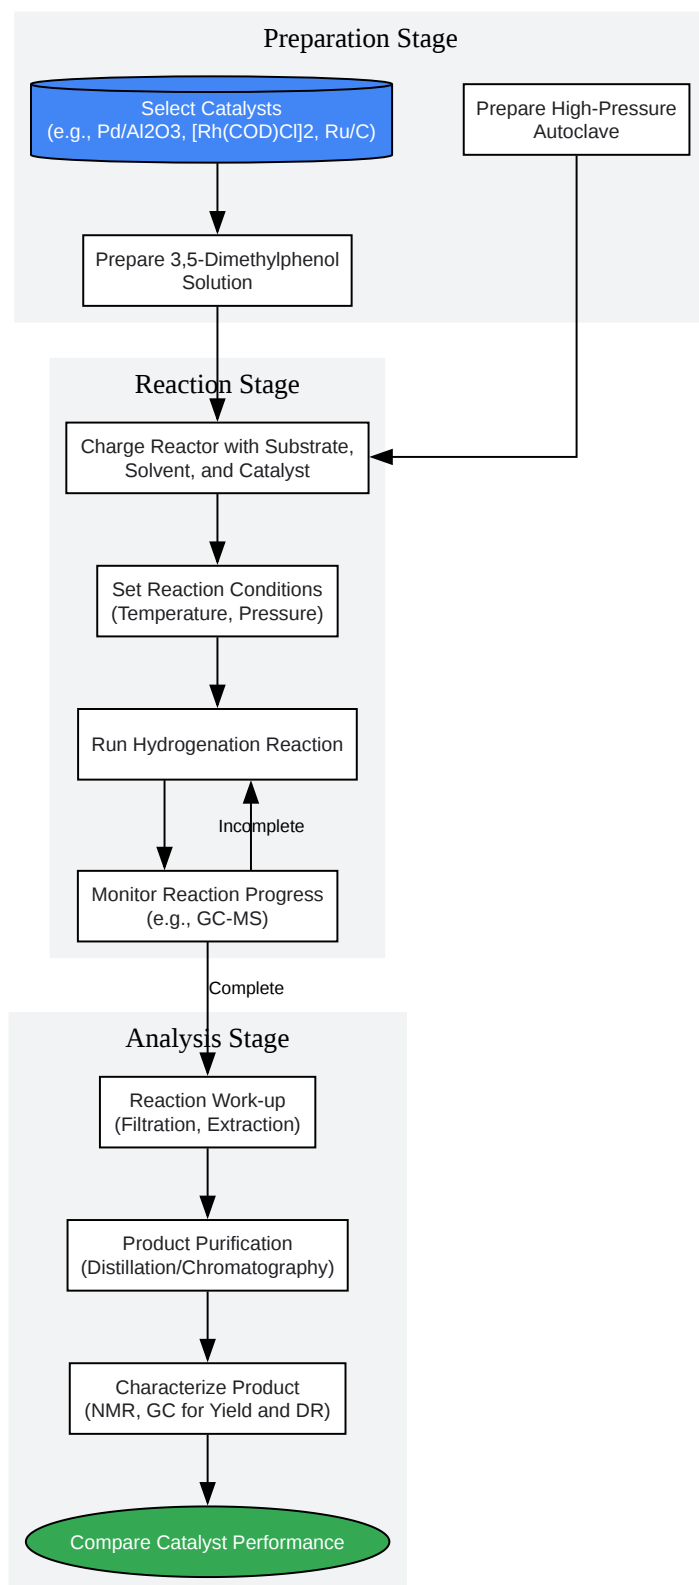 Preparation Stage
Select Catalysts
(e.g., Pd/Al2O3, [Rh(COD)Cl]2, Ru/C)
Prepare High-Pressure
Autoclave
Prepare 3,5-Dimethylphenol
Solution
Reaction Stage
Charge Reactor with Substrate,
Solvent, and Catalyst
Set Reaction Conditions
(Temperature, Pressure)
Run Hydrogenation Reaction
Incomplete
Monitor Reaction Progress
(e.g., GC-MS)
Complete
Analysis Stage
Reaction Work-up
(Filtration, Extraction)
Product Purification
(Distillation/Chromatography)
Characterize Product
(NMR, GC for Yield and DR)
Compare Catalyst Performance